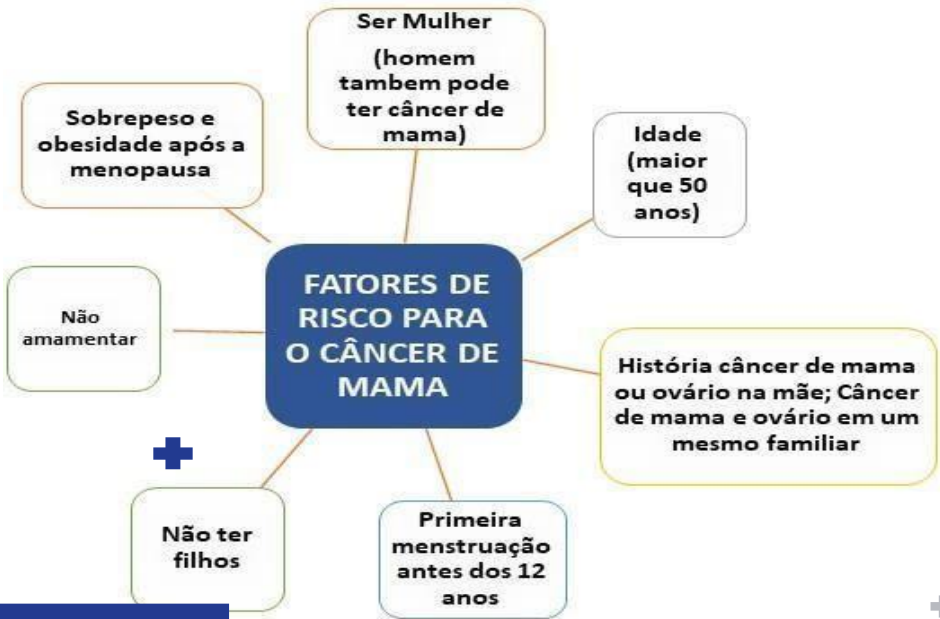 Ser Mulher
(homem
tambem pode
ter câncer de
mama)
Sobrepeso e
obesidade após a
menopausa
Idade
(maior
que 50
anos)
FATORES DE
RISCO PARA
O CÂNCER DE
MAMA
Não
amamentar
História câncer de mama
ou ovário na mãe; Câncer
de mama e ovário em um
mesmo familiar
Não ter
filhos
Primeira
menstruação
antes dos 12
anos